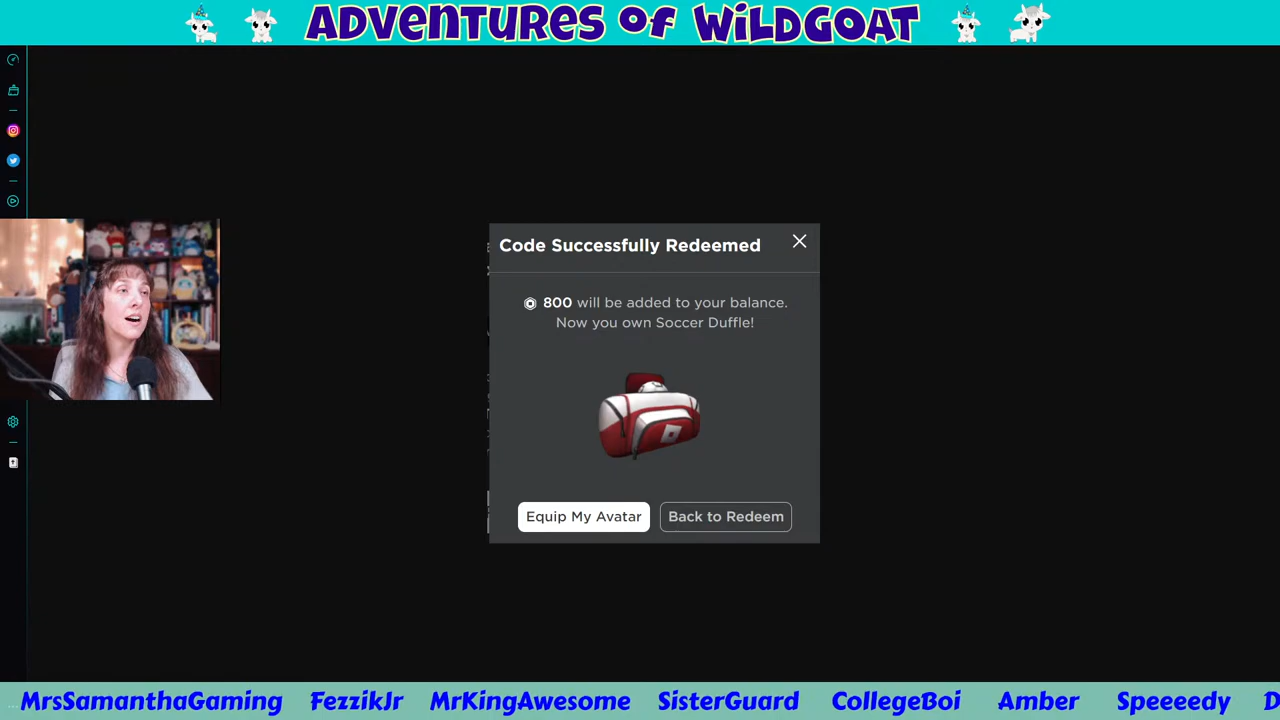 ADVENTURES OF WiLDGOAT
Code Successfully Redeemed
800 will be added to your balance.
Now you own Soccer Duffle!
Equip My Avatar
Back to Redeem
MrsSamanthaGaming FezzikJr MrKingAwesome SisterGuard CollegeBoi Amber Speeeedy